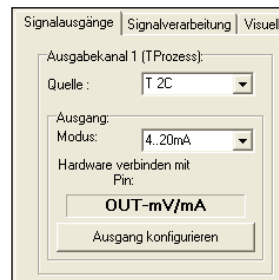 Signalausgänge Signalverarbeitung Visuell
Ausgabekanal 1 (TProzess):
Quelle : T 2C
Ausgang:
Modus: 4..20mA
Hardware verbinden mit
Pin:
OUT-mV/mA
Ausgang konfigurieren